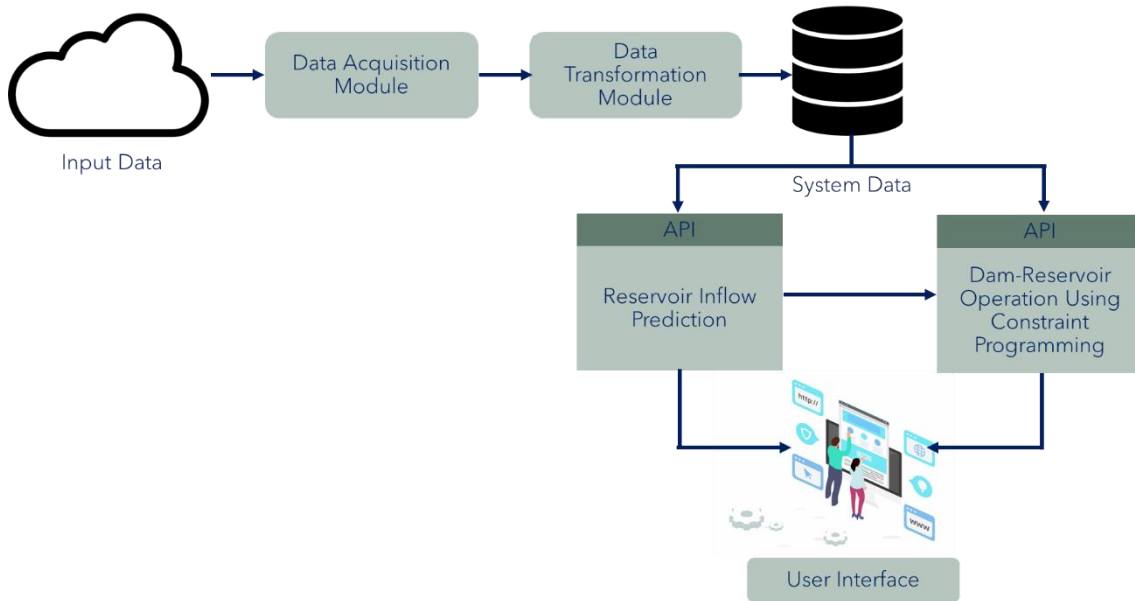 Input Data
Data Acquisition
Module
Data
Transformation
Module
System Data
API
Reservoir Inflow
Prediction
API
Dam-Reservoir
Operation Using
Constraint
Programming
http://
www
User Interface